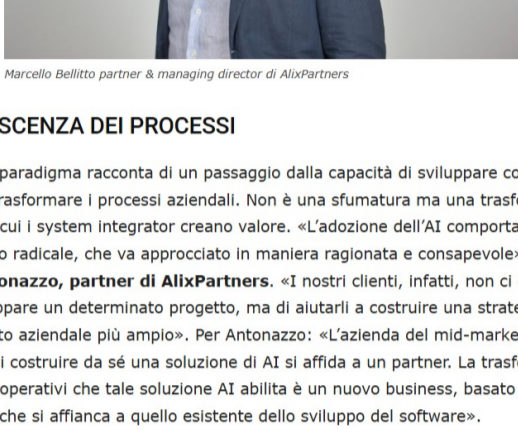 Marcello Bellitto partner & managing director di AlixPartners
SCENZA DEI PROCESSI
paradigma racconta di un passaggio dalla capacità di sviluppare co
rasformare i processi aziendali. Non è una sfumatura ma una trasfo
cui i system integrator creano valore. «L’adozione dell’AI comporta
o radicale, che va approcciato in maniera ragionata e consapevole»
onazzo, partner di AlixPartners. «I nostri clienti, infatti, non ci
ppare un determinato progetto, ma di aiutarli a costruire una strate
to aziendale più ampio». Per Antonazzo: «L’azienda del mid-marke
i costruire da sé una soluzione di AI si affida a un partner. La trasfo
operativi che tale soluzione AI abilita è un nuovo business, basato
che si affianca a quello esistente dello sviluppo del software».